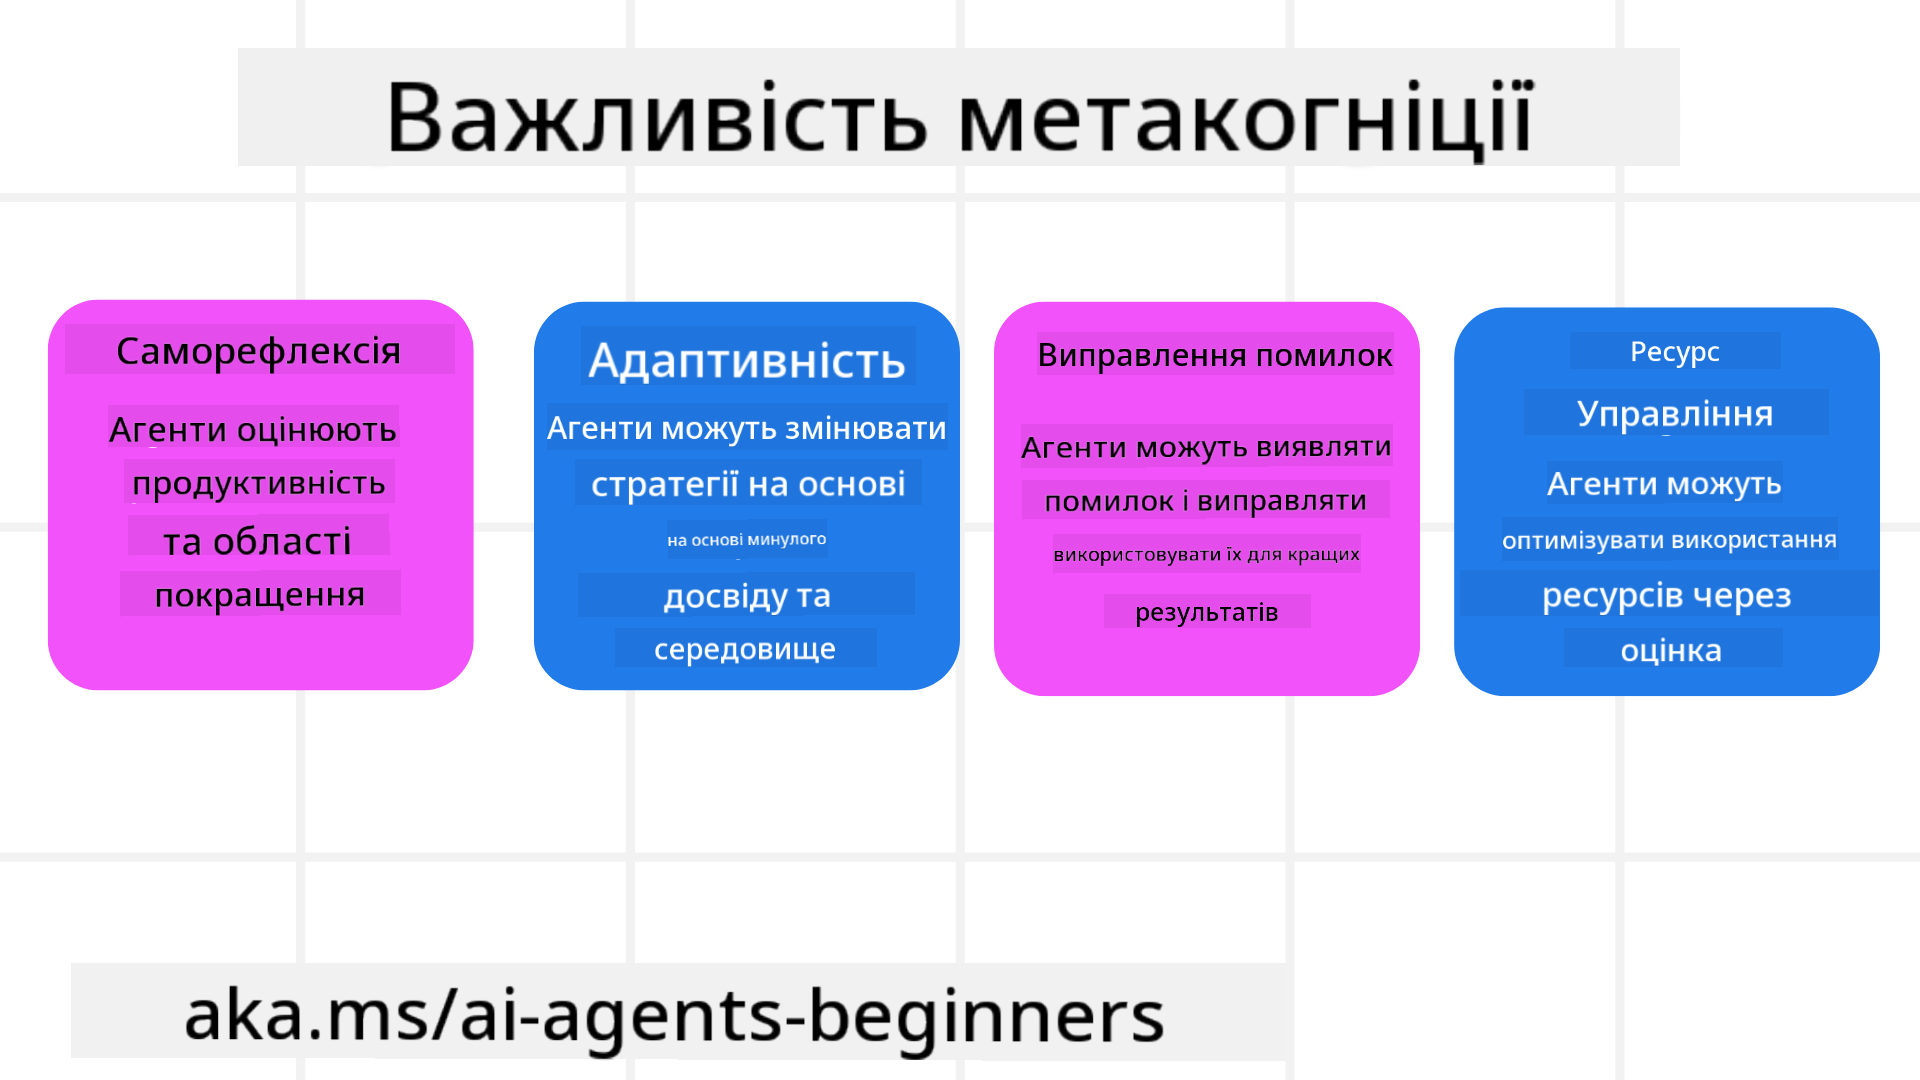 Важливість метакогніції
Саморефлексія
Агенти оцінюють
продуктивність
та області
покращення
Адаптивність
Агенти можуть змінювати
стратегії на основі
на основі минулого
досвіду та
середовище
Виправлення помилок
Агенти можуть виявляти
помилок і виправляти
використовувати їх для кращих
результатів
Ресурс
Управління
Агенти можуть
оптимізувати використання
ресурсів через
оцінка
aka.ms/ai-agents-beginners